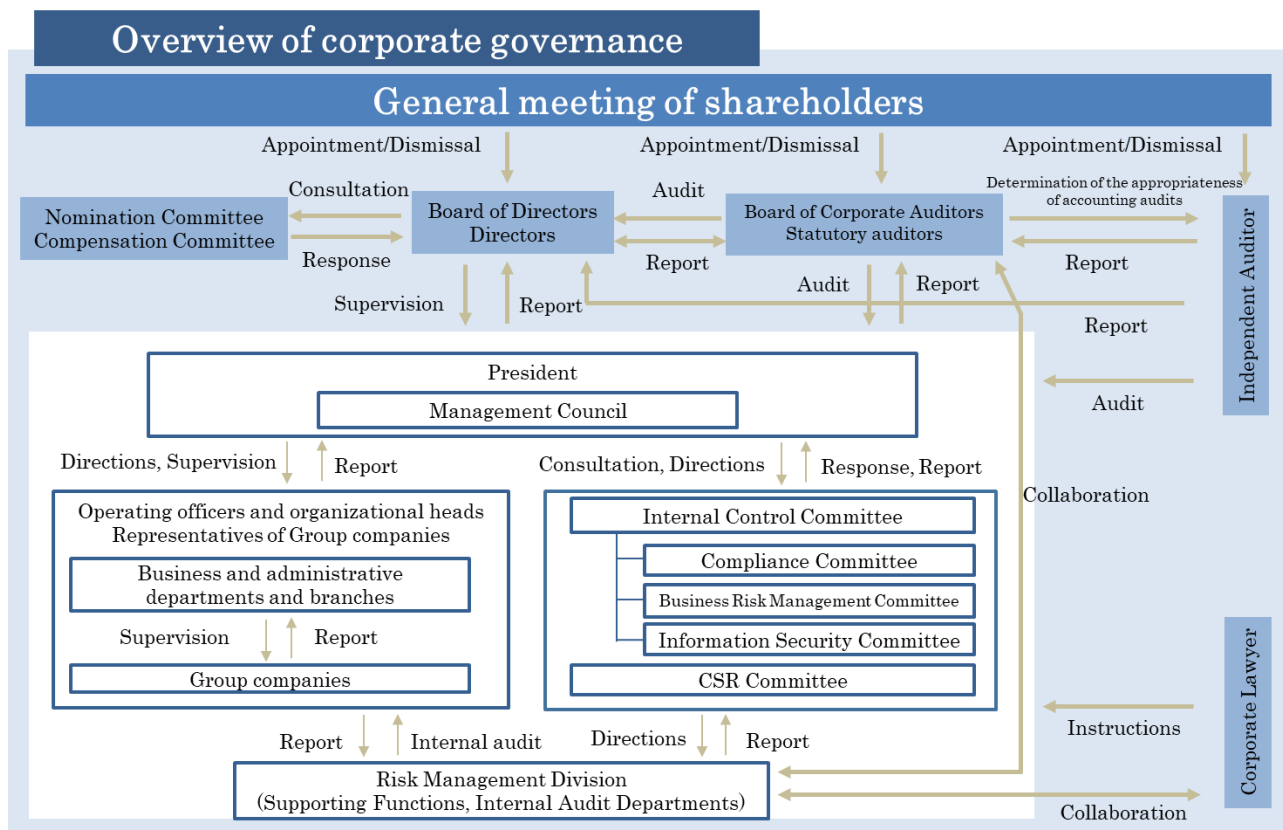 Overview of corporate governance
General meeting of shareholders
Appointment/Dismissal
Appointment/Dismissal
Appointment/Dismissal
Consultation
Audit
Determination of the appropriateness
of accounting audits
Nomination Committee
Compensation Committee
Board of Directors
Directors
Board of Corporate Auditors
Statutory auditors
Independent Auditor
Response
Report
Report
Supervision
Report
Audit
Report
Report
President
Management Council
Audit
Directions, Supervision
Report
Consultation, Directions
Response, Report
Collaboration
Operating officers and organizational heads
Representatives of Group companies
Business and administrative
departments and branches
Supervision
Report
Group companies
Internal Control Committee
Compliance Committee
Business Risk Management Committee
Information Security Committee
CSR Committee
Corporate Lawyer
Instructions
Report
Internal audit
Directions
Report
Risk Management Division
(Supporting Functions, Internal Audit Departments)
Collaboration